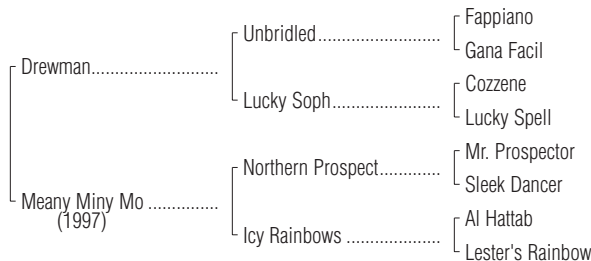 Fappiano
Unbridled........................
Gana Facil
Drewman.........................
Cozzene
Lucky Soph.....................
Lucky Spell
Mr. Prospector
Northern Prospect............
Sleek Dancer
Meany Miny Mo ..............
(1997)
Al Hattab
Icy Rainbows ..................
Lester's Rainbow